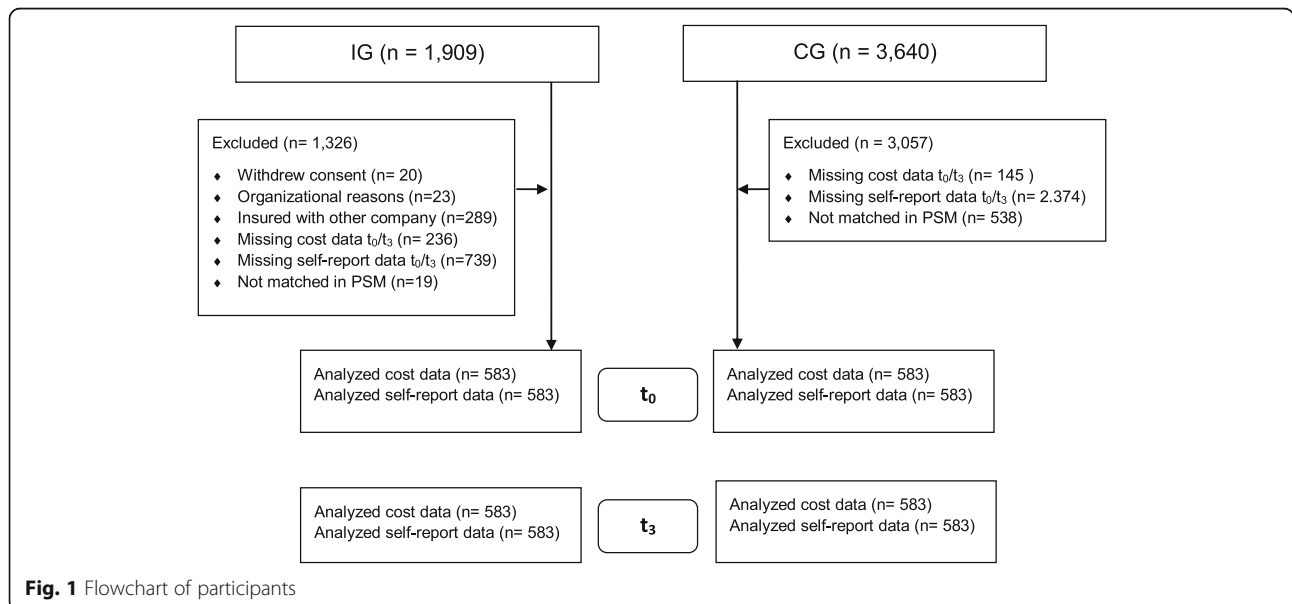 IG (n = 1,909)
CG (n = 3,640)
Excluded (n= 1,326)
♦ Withdrew consent (n= 20)
♦ Organizational reasons (n=23)
♦ Insured with other company (n=289)
♦ Missing cost data t₀/t₃ (n= 236)
♦ Missing self-report data t₀/t₃ (n=739)
♦ Not matched in PSM (n=19)
Excluded (n = 3,057)
♦ Missing cost data t₀/t₃ (n= 145 )
♦ Missing self-report data t₀/t₃ (n= 2.374)
♦ Not matched in PSM (n= 538)
Analyzed cost data (n= 583)
Analyzed self-report data (n= 583)
t₀
Analyzed cost data (n= 583)
Analyzed self-report data (n= 583)
Analyzed cost data (n= 583)
Analyzed self-report data (n= 583)
t₃
Analyzed cost data (n= 583)
Analyzed self-report data (n= 583)
Fig. 1 Flowchart of participants